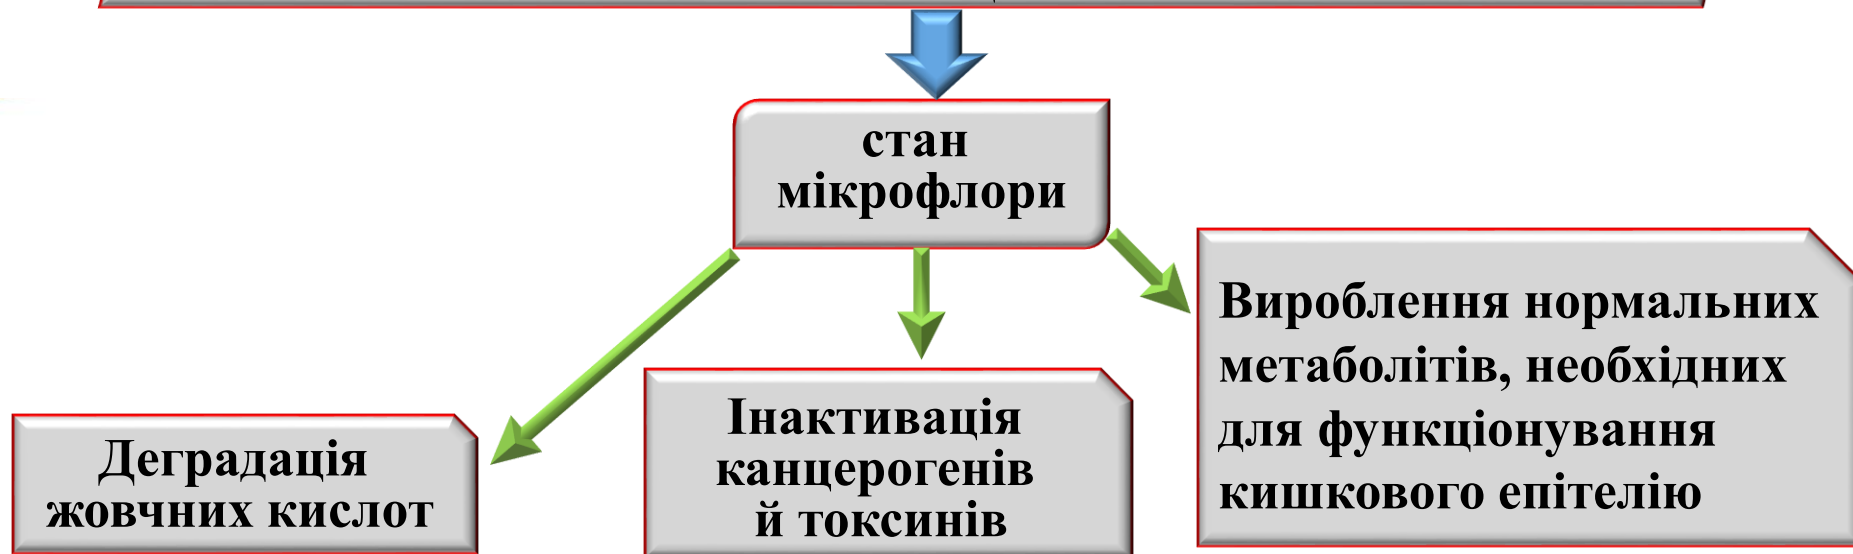 стан
мікрофлори
Деградація
жовчних кислот
Інактивація
канцерогенів
й токсинів
Вироблення нормальних
метаболітів, необхідних
для функціонування
кишкового епітелію